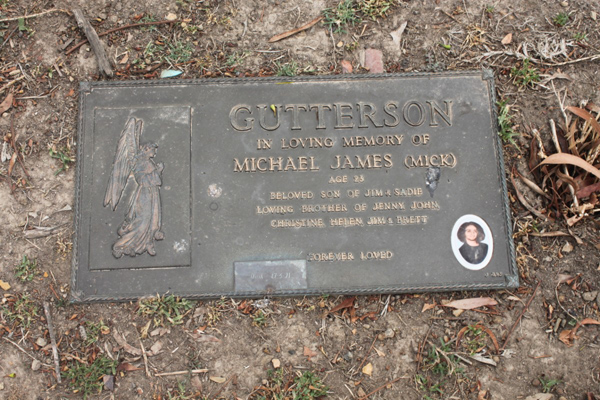 GUTTERSON
IN LOVING MEMORY OF
MICHAEL JAMES (MICK)
AGE 25
BELOVED SON OF JIM & SADIE
LOVING BROTHER OF JENNY, JOHN,
CHRISTINE, HELEN, JIM & BRETT
FOREVER LOVED